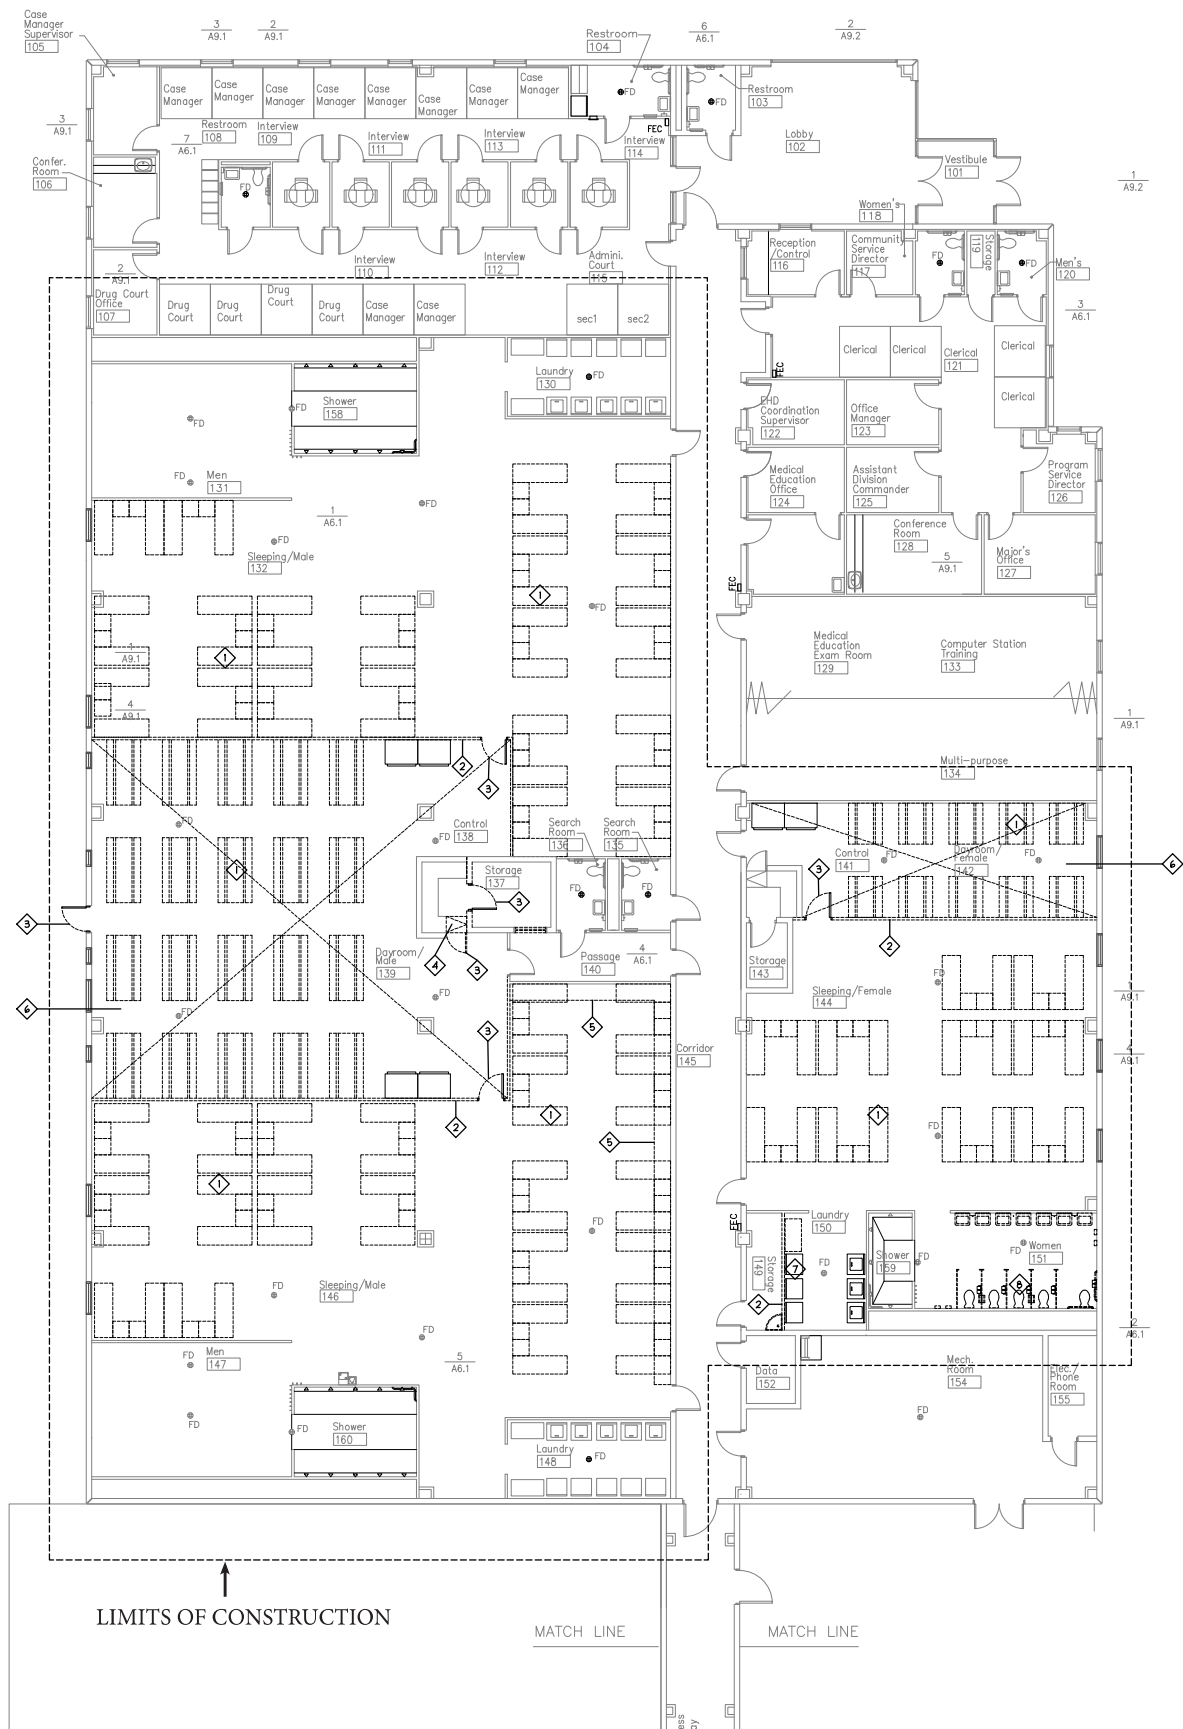 Case
Manager
Supervisor
105
3
A9.1
2
A9.1
Restroom
104
6
A6.1
2
A9.2
Case
Manager
Case
Manager
Case
Manager
Case
Manager
Case
Manager
Case
Manager
Case
Manager
Case
Manager
FD
FD
Restroom
103
3
A9.1
7
A6.1
Restroom
108
Interview
109
Interview
111
Interview
113
FEC
Interview
114
Lobby
102
Vestibule
101
1
A9.2
Confer.
Room
106
FD
Women's
118
Interview
110
Interview
112
Admini.
Court
115
Reception
/Control
116
Community
Service
Director
117
FD
Storage
119
FD
Men's
120
2
A9.1
Drug Court
Office
107
Drug
Court
Drug
Court
Drug
Court
Drug
Court
Case
Manager
Case
Manager
sec1
sec2
3
A6.1
Clerical
Clerical
Clerical
121
Clerical
Clerical
FEC
Laundry
130
FD
Shower
158
FD
FD
EHD
Coordination
Supervisor
122
Office
Manager
123
Men
131
FD
FD
Medical
Education
Office
124
Assistant
Division
Commander
125
Program
Service
Director
126
1
A6.1
FD
Sleeping/Male
132
Conference
Room
128
5
A9.1
Major's
Office
127
FEC
1
FD
1
A9.1
1
Medical
Education
Exam Room
129
Computer Station
Training
133
4
A9.1
1
A9.1
2
3
Multi-purpose
134
FD
Control
138
FD
Search
Room
136
Search
Room
135
1
Control
141
FD
1
Dayroom/
Female
142
FD
6
Storage
137
3
FD
FD
3
3
Dayroom/
Male
139
4
3
Passage
140
4
A6.1
2
Storage
143
FD
Sleeping/Female
144
1
A9.1
6
FD
FD
3
5
Corridor
145
4
A9.1
2
1
5
1
FD
1
FD
FEC
Laundry
150
Storage
149
7
FD
Shower
159
FD
FD
Women
151
8
2
Sleeping/Male
146
FD
FD
2
A6.1
Men
147
FD
5
A6.1
Data
152
Mech.
Room
154
Elec./
Phone
Room
155
FD
FD
Shower
160
FD
Laundry
148
FD
LIMITS OF CONSTRUCTION
MATCH LINE
MATCH LINE